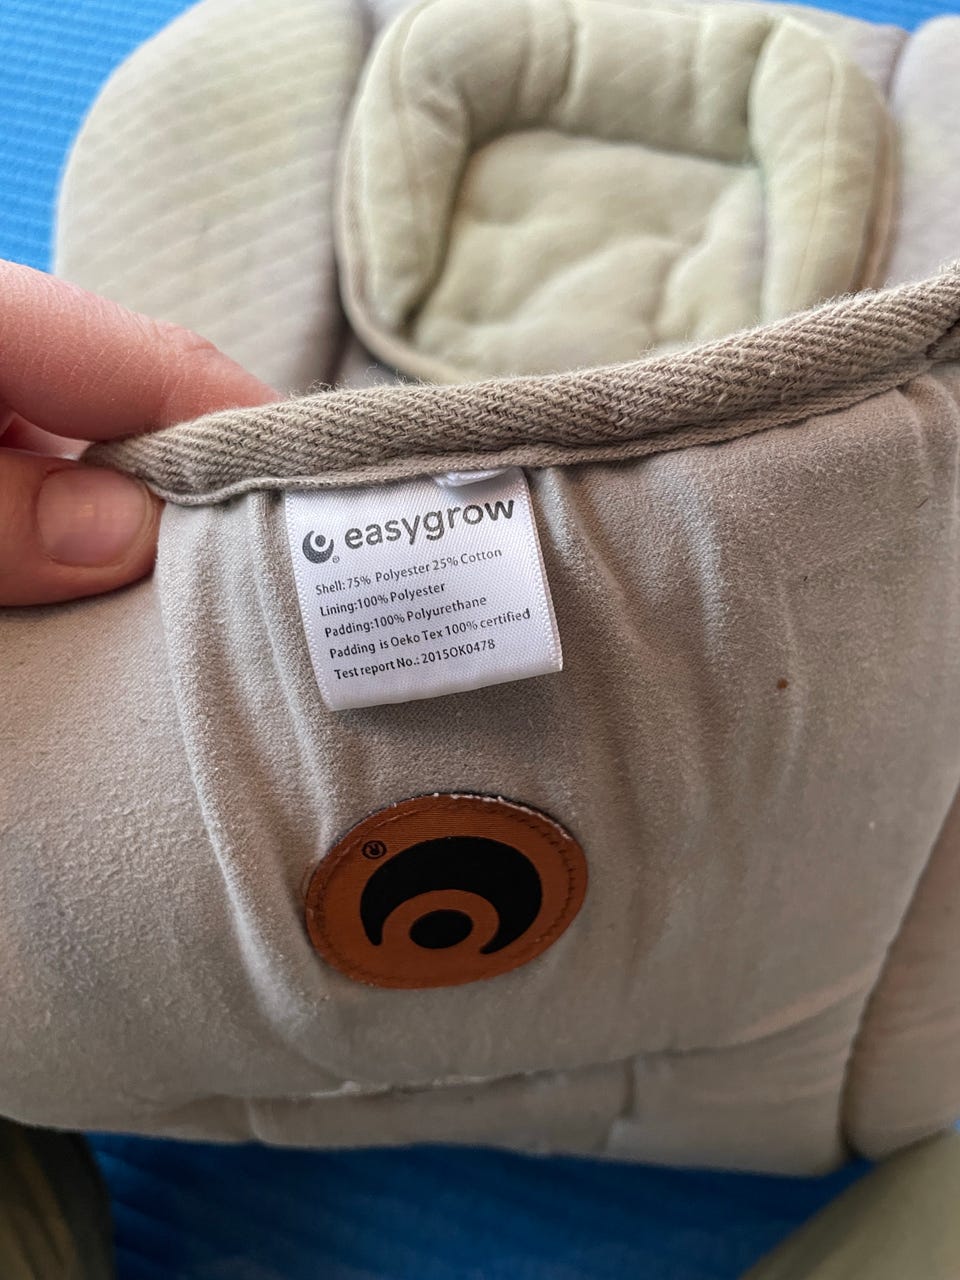 easygrow
®
Shell:75% Polyester 25% Cotton
Lining:100% Polyester
Padding:100% Polyurethane
Padding is Oeko Tex 100% certified
Test report No.: 2015OK0478
®